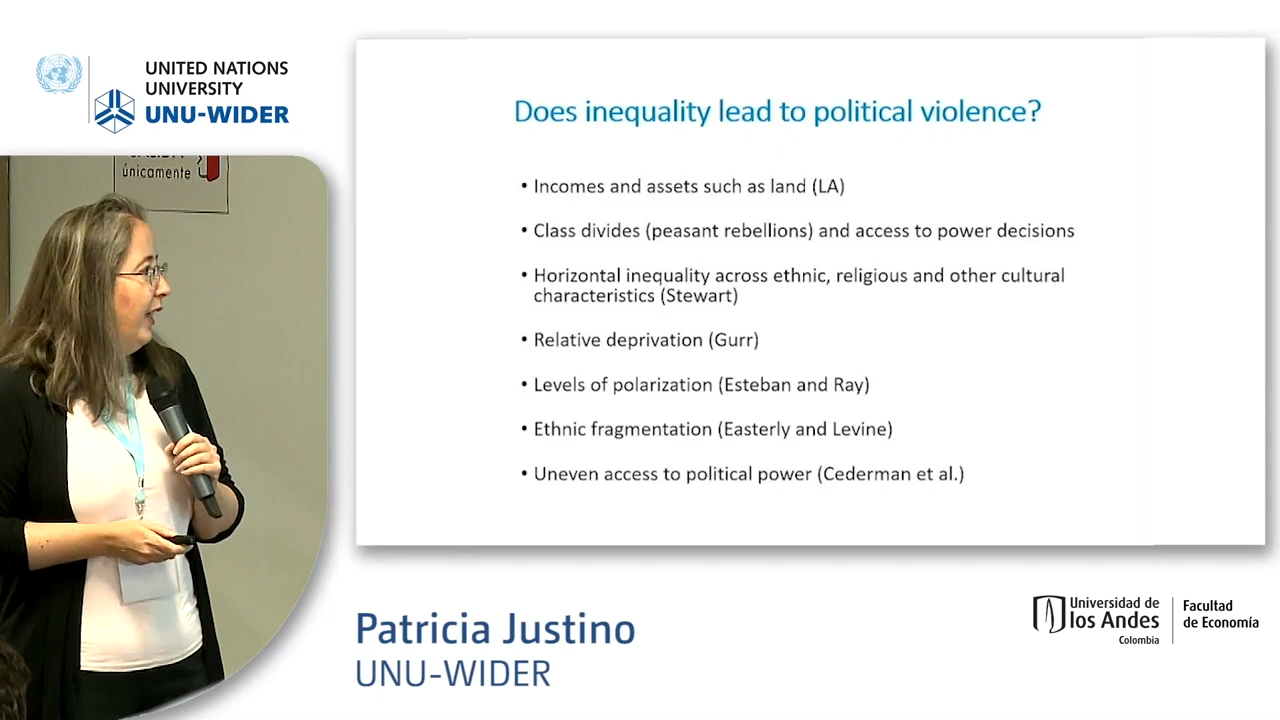 UNITED NATIONS
UNIVERSITY
UNU-WIDER
únicamente
Does inequality lead to political violence?
• Incomes and assets such as land (LA)
• Class divides (peasant rebellions) and access to power decisions
• Horizontal inequality across ethnic, religious and other cultural
characteristics (Stewart)
• Relative deprivation (Gurr)
• Levels of polarization (Esteban and Ray)
• Ethnic fragmentation (Easterly and Levine)
• Uneven access to political power (Cederman et al.)
Patricia Justino
UNU-WIDER
Universidad de
los Andes
Colombia
Facultad
de Economía